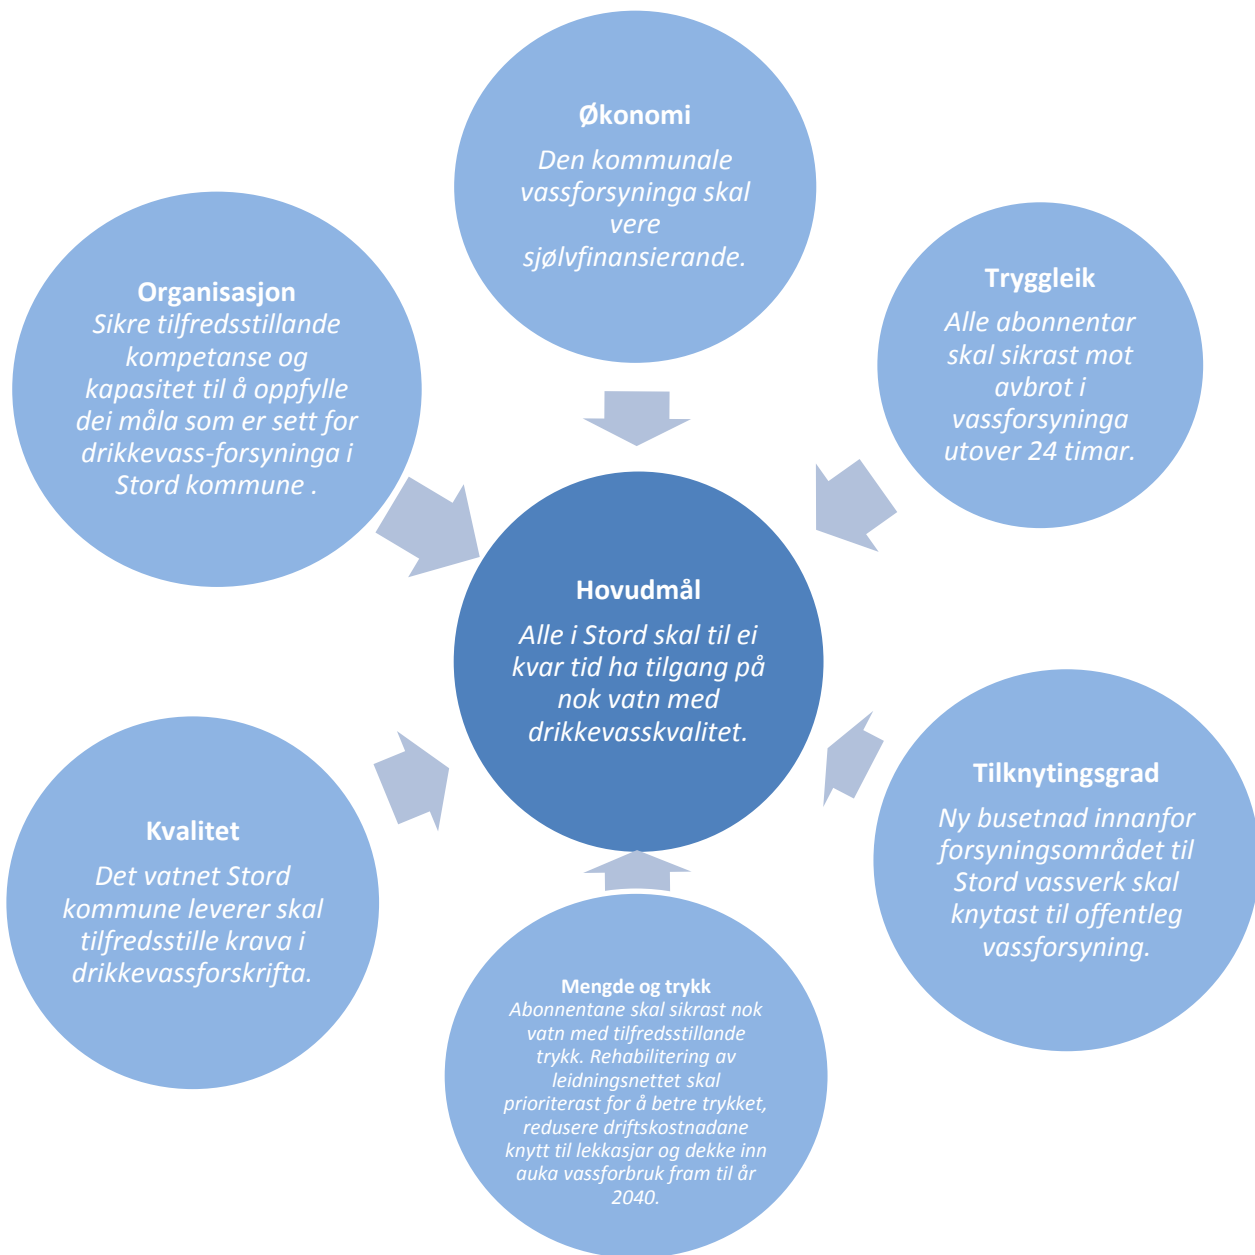 Økonomi
Den kommunale
vassforsyninga skal
vere
sjølvfinansierande.
Organisasjon
Sikre tilfredsstillande
kompetanse og
kapasitet til å oppfylle
dei måla som er sett for
drikkevass-forsyninga i
Stord kommune .
Tryggleik
Alle abonnentar
skal sikrast mot
avbrot i
vassforsyninga
utover 24 timar.
Hovudmål
Alle i Stord skal til ei
kvar tid ha tilgang på
nok vatn med
drikkevasskvalitet.
Kvalitet
Det vatnet Stord
kommune leverer skal
tilfredsstille krava i
drikkevassforskrifta.
Tilknytingsgrad
Ny busetnad innanfor
forsyningsområdet til
Stord vassverk skal
knytast til offentleg
vassforsyning.
Mengde og trykk
Abonnentane skal sikrast nok
vatn med tilfredsstillande
trykk. Rehabilitering av
leidningsnettet skal
prioriterast for å betre trykket,
redusere driftskostnadane
knytt til lekkasjar og dekke inn
auka vassforbruk fram til år
2040.